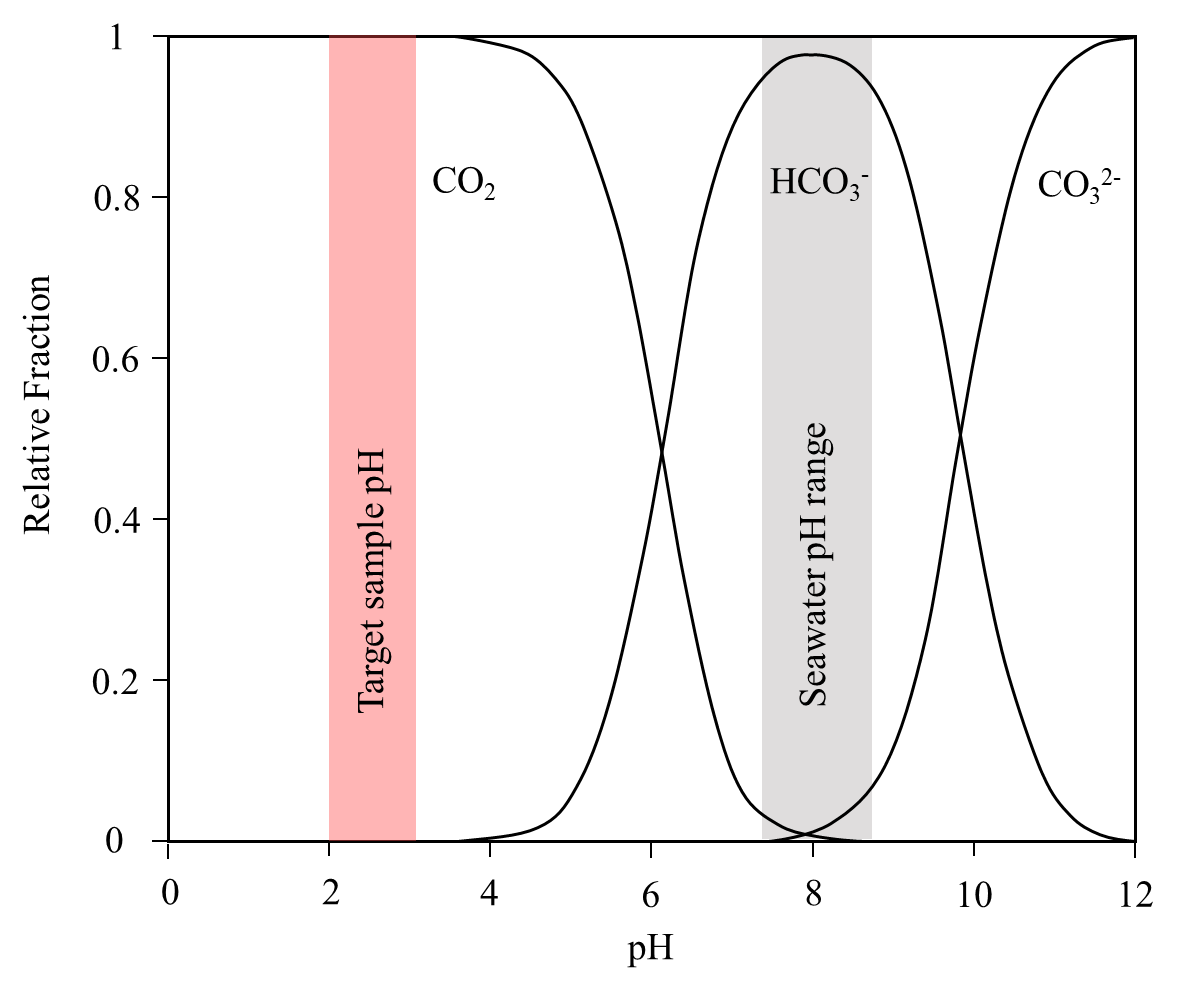 1
0.8
0.6
0.4
0.2
0
Relative Fraction
CO₂
HCO₃⁻
CO₃²⁻
Target sample pH
Seawater pH range
0 2 4 6 8 10 12
pH